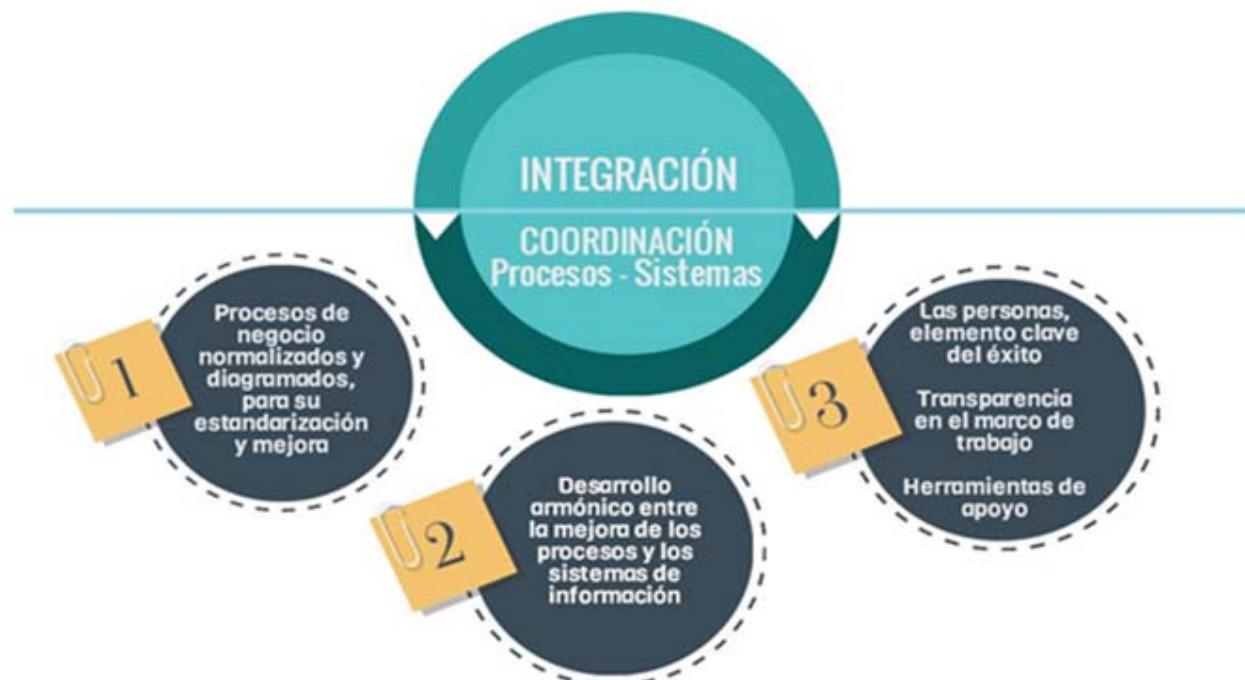 INTEGRACIÓN
COORDINACIÓN
Procesos - Sistemas
1
Procesos de
negocio
normalizados y
diagramados,
para su
estandarización
y mejora
2
Desarrollo
armónico entre
la mejora de los
procesos y los
sistemas de
información
3
Las personas,
elemento clave
del éxito
Transparencia
en el marco de
trabajo
Herramientas de
apoyo